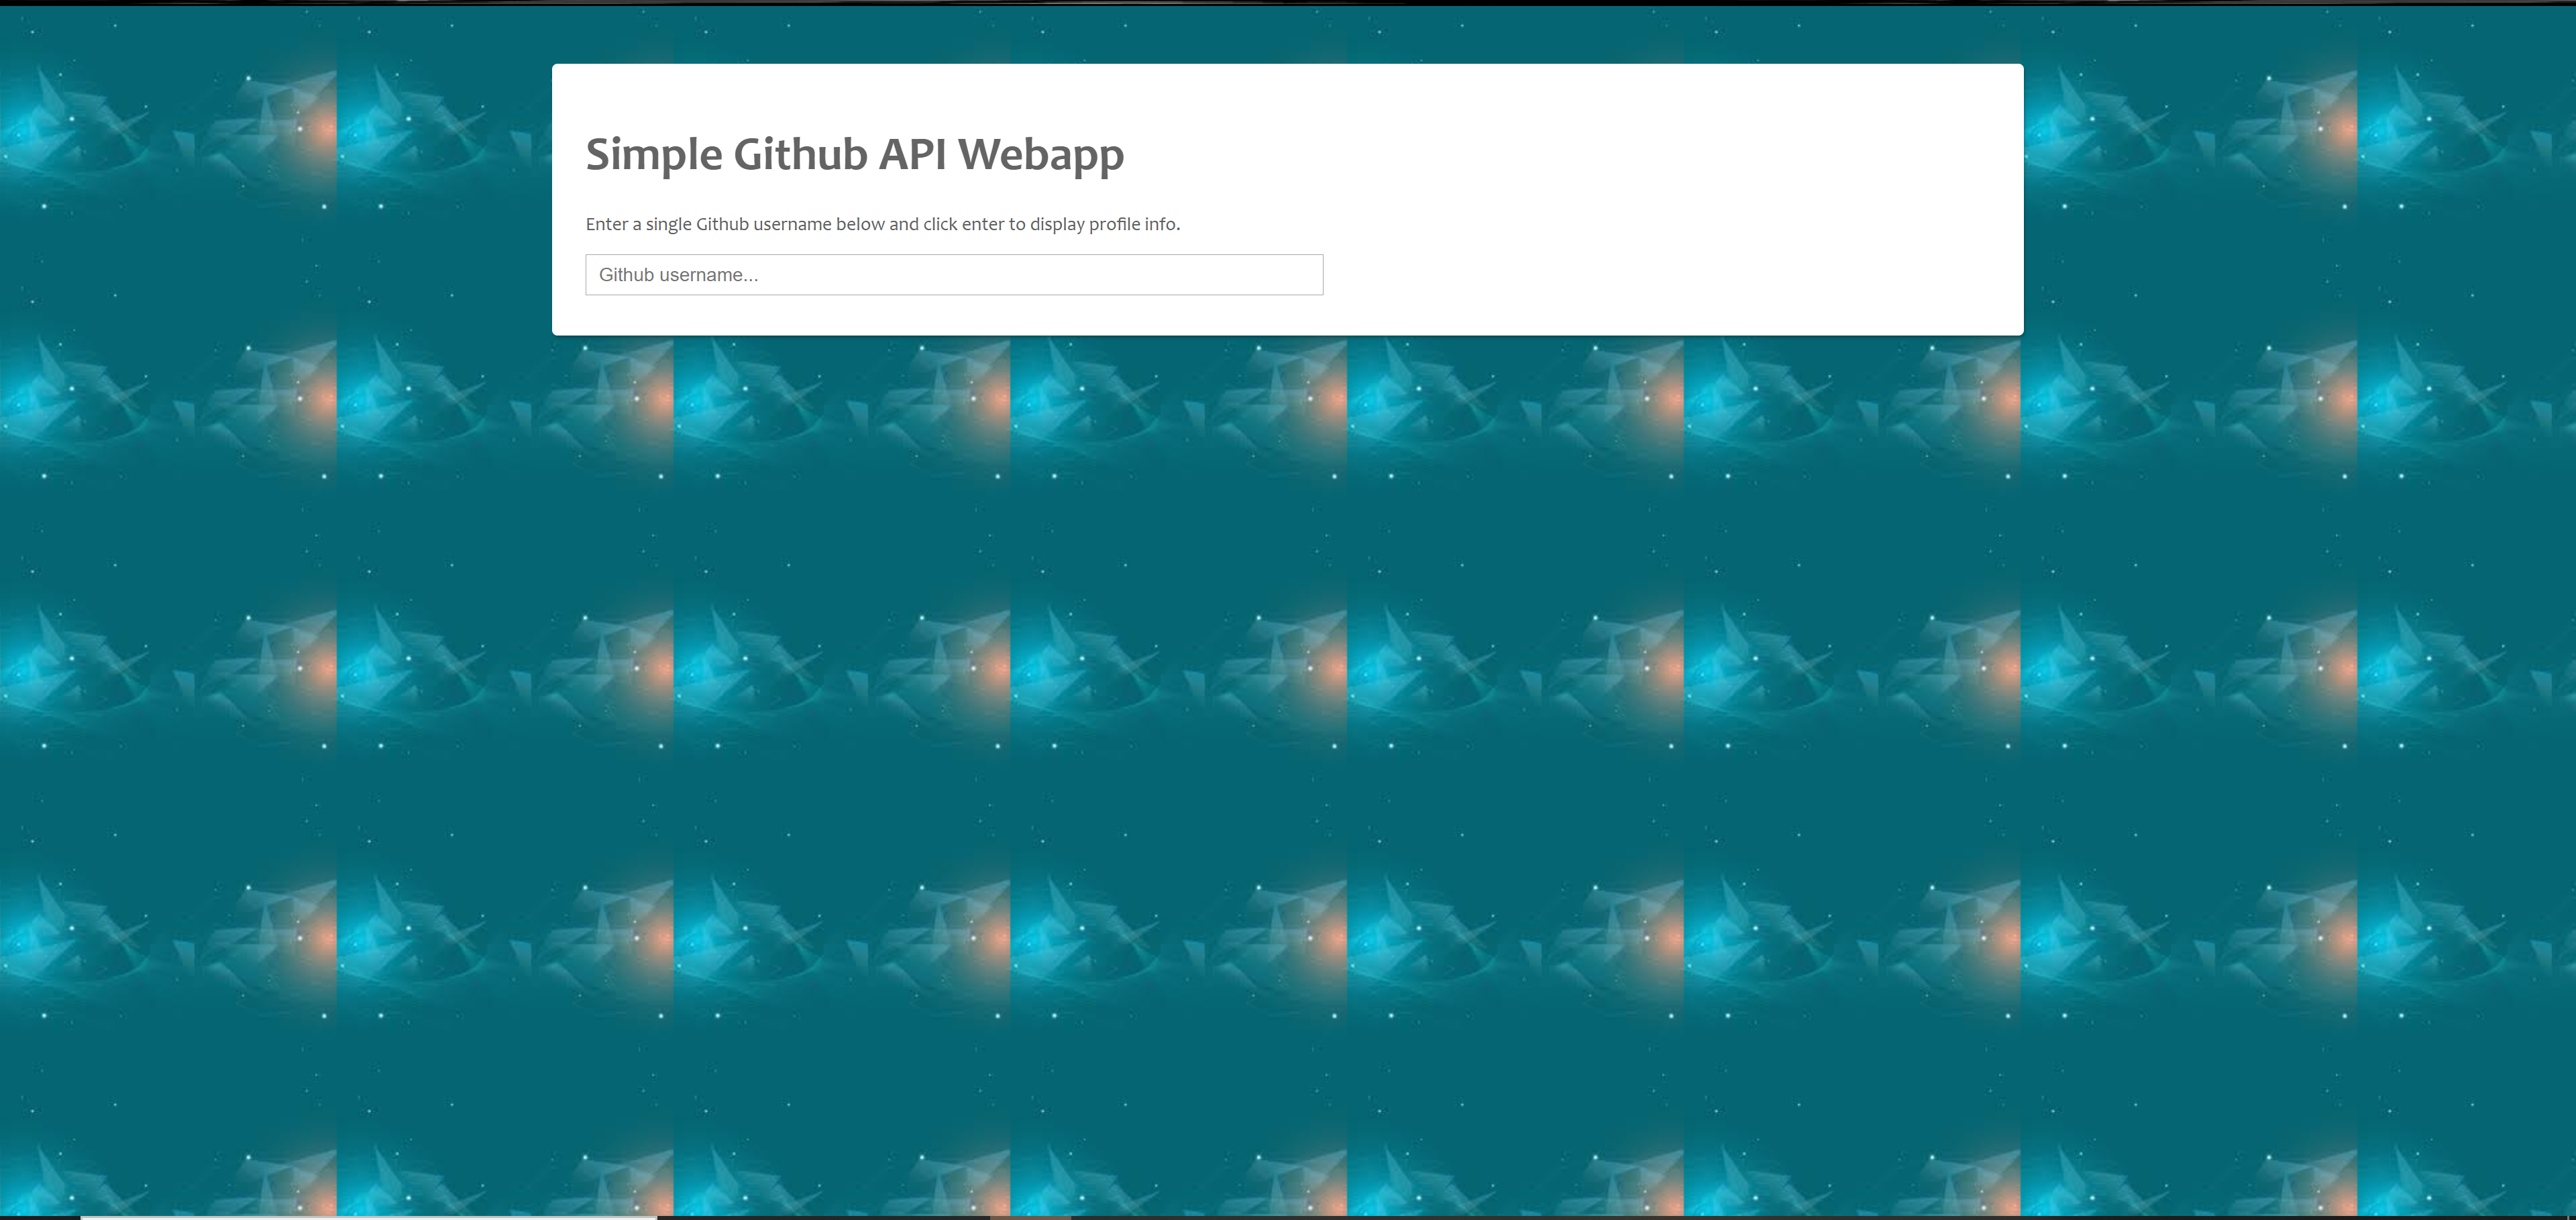 Simple Github API Webapp
Enter a single Github username below and click enter to display profile info.
Github username...